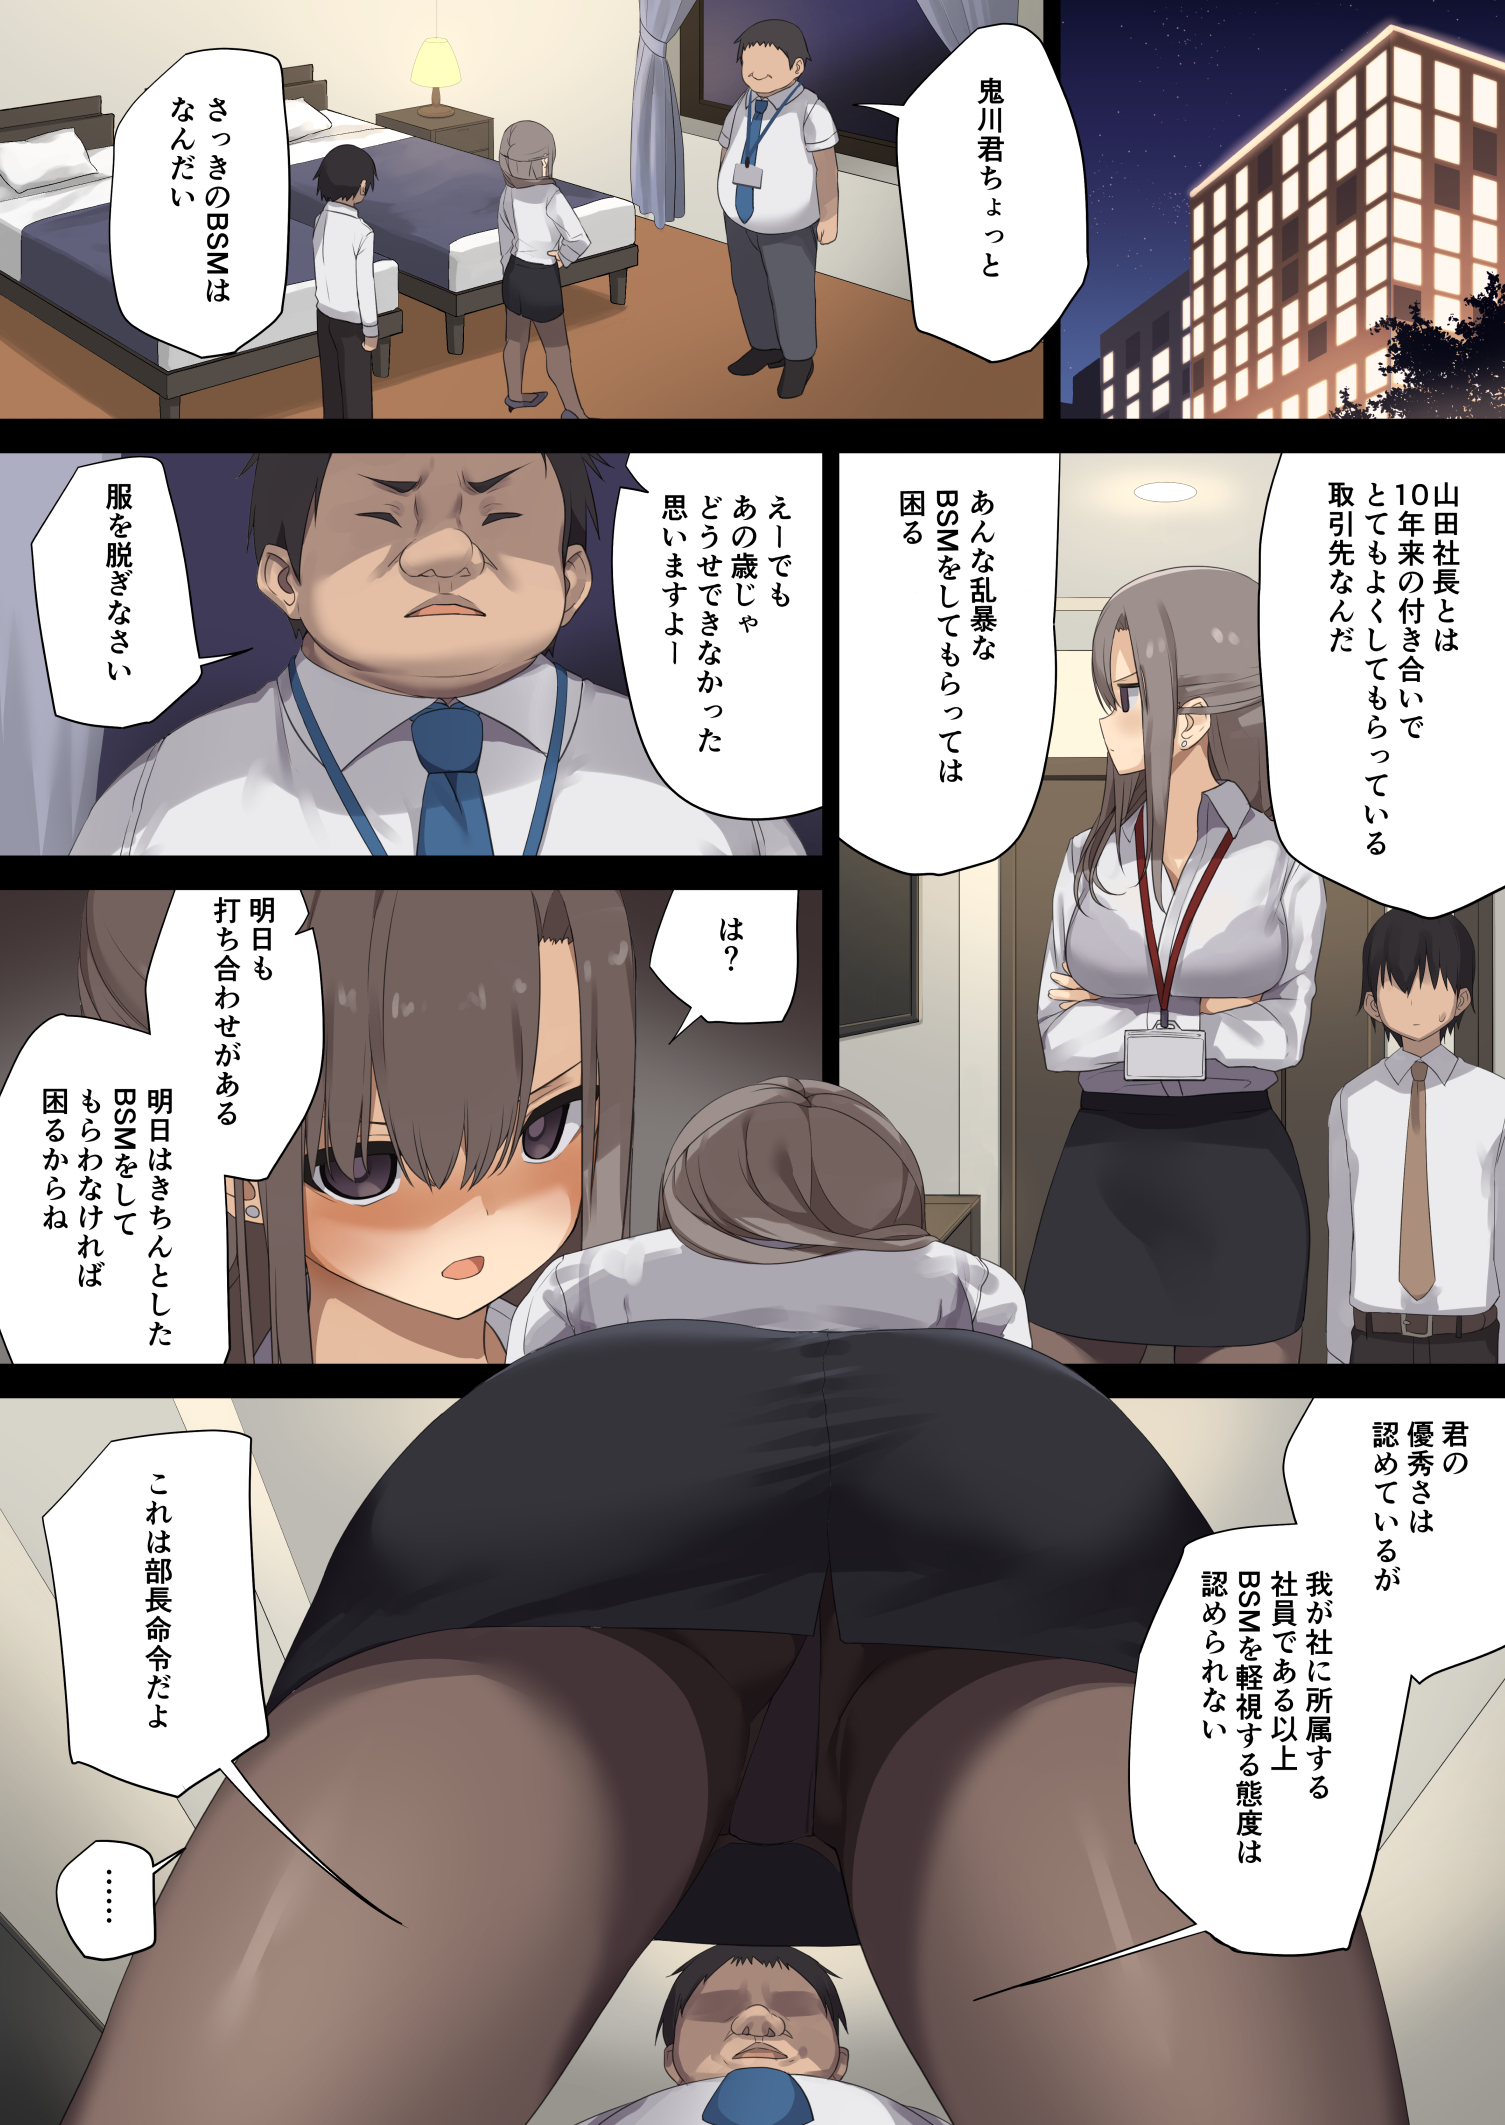 鬼川君ちょっと
さっきのBSMは
なんだい
山田社長とは
10年来の付き合いで
とてもよくしてもらっている
取引先なんだ
あんな乱暴な
BSMをしてもらっては
困る
えーでも
あの歳じゃ
どうせできなかった
思いますよー
服を脱ぎなさい
は?
明日も
打ち合わせがある
明日はきちんとした
BSMをして
もらわなければ
困るからね
君の
優秀さは
認めているが
我が社に所属する
社員である以上
BSMを軽視する態度は
認められない
これは部長命令だよ
……